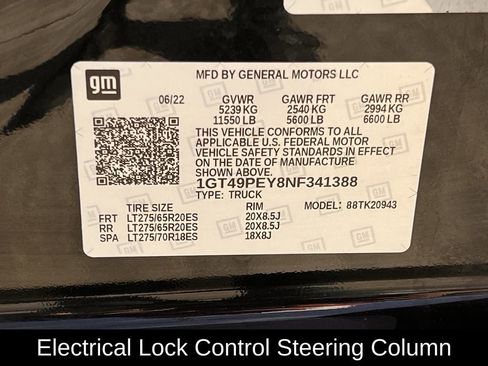 gm
MFD BY GENERAL MOTORS LLC
06/22 GVWR GAWR FRT GAWR RR
5239 KG 2540 KG 2994 KG
11550 LB 5600 LB 6600 LB
THIS VEHICLE CONFORMS TO ALL
APPLICABLE U.S. FEDERAL MOTOR
VEHICLE SAFETY STANDARDS IN
EFFECT ON THE DATE OF MANUFACTURE
SHOWN ABOVE.
1GT49PEY8NF341388
TYPE: TRUCK MODEL: 88TK20943
TIRE SIZE RIM
FRT LT275/65R20ES 20X8.5J
RR LT275/65R20ES 20X8.5J
SPA LT275/70R18ES 18X8J
Electrical Lock Control Steering Column